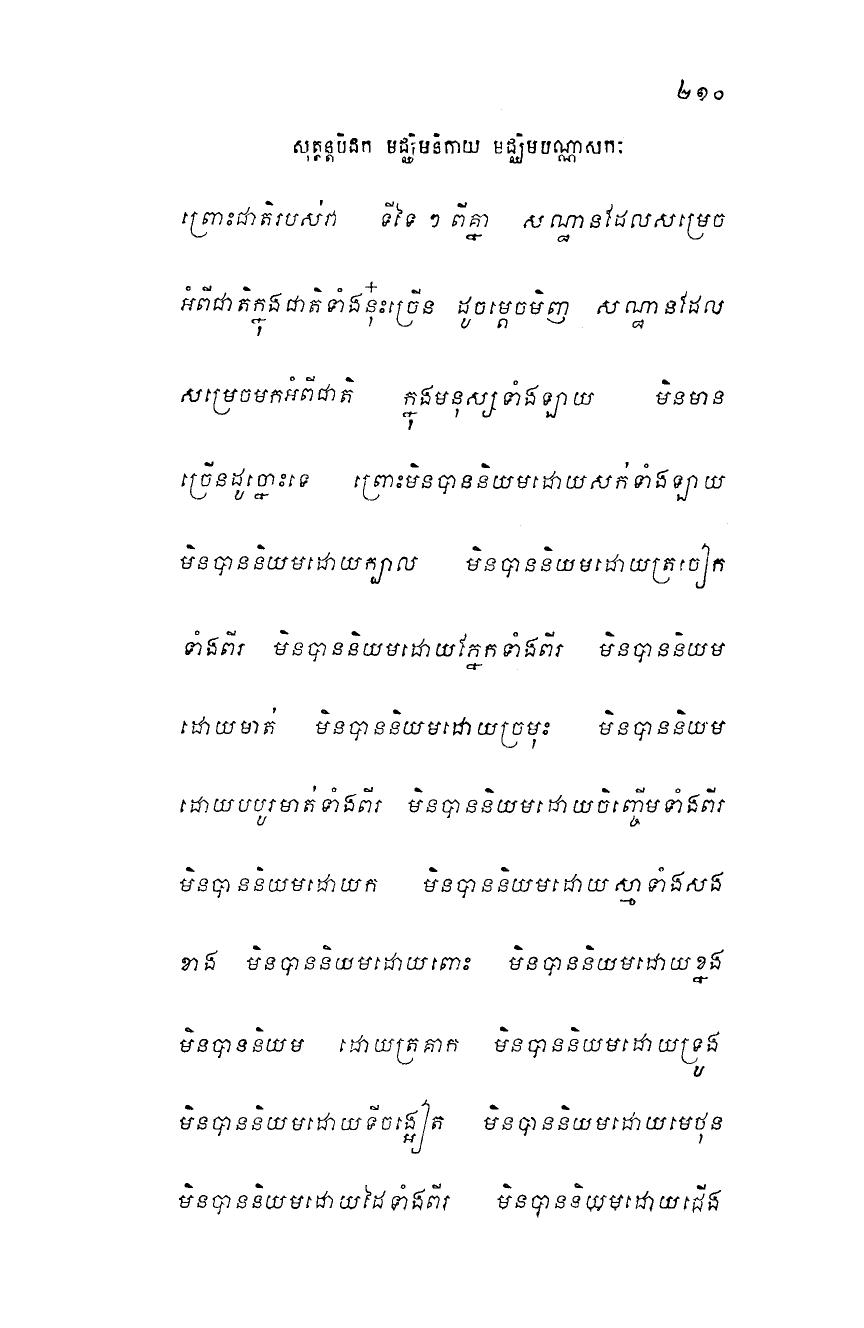 ២១០
សុត្តន្តបិដក មជ្ឈិមនិកាយ មជ្ឈិមបណ្ណាសកៈ
ព្រោះជាតិរបស់វា ទីទៃ ៗ ពីគ្នា សណ្ឋានដែលសម្រេច
អំពីជាតិក្នុងជាតិទាំងនុ៎ះច្រើន ដូចម្តេចមិញ សណ្ឋានដែល
សម្រេចមកអំពីជាតិ ក្នុងមនុស្សទាំងឡាយ មិនមាន
ច្រើនដូច្នោះទេ ព្រោះមិនបាននិយមដោយសក់ទាំងឡាយ
មិនបាននិយមដោយក្បាល មិនបាននិយមដោយត្រចៀក
ទាំងពីរ មិនបាននិយមដោយភ្នែកទាំងពីរ មិនបាននិយម
ដោយមាត់ មិនបាននិយមដោយច្រមុះ មិនបាននិយម
ដោយបបូរមាត់ទាំងពីរ មិនបាននិយមដោយចិញ្ចើមទាំងពីរ
មិនបាននិយមដោយក មិនបាននិយមដោយស្មាទាំងសង
ខាង មិនបាននិយមដោយពោះ មិនបាននិយមដោយខ្នង
មិនបាននិយម ដោយត្រគាក មិនបាននិយមដោយទ្រូង
មិនបាននិយមដោយទីចង្អៀត មិនបាននិយមដោយមេថុន
មិនបាននិយមដោយដៃទាំងពីរ មិនបាននិយមដោយជើង